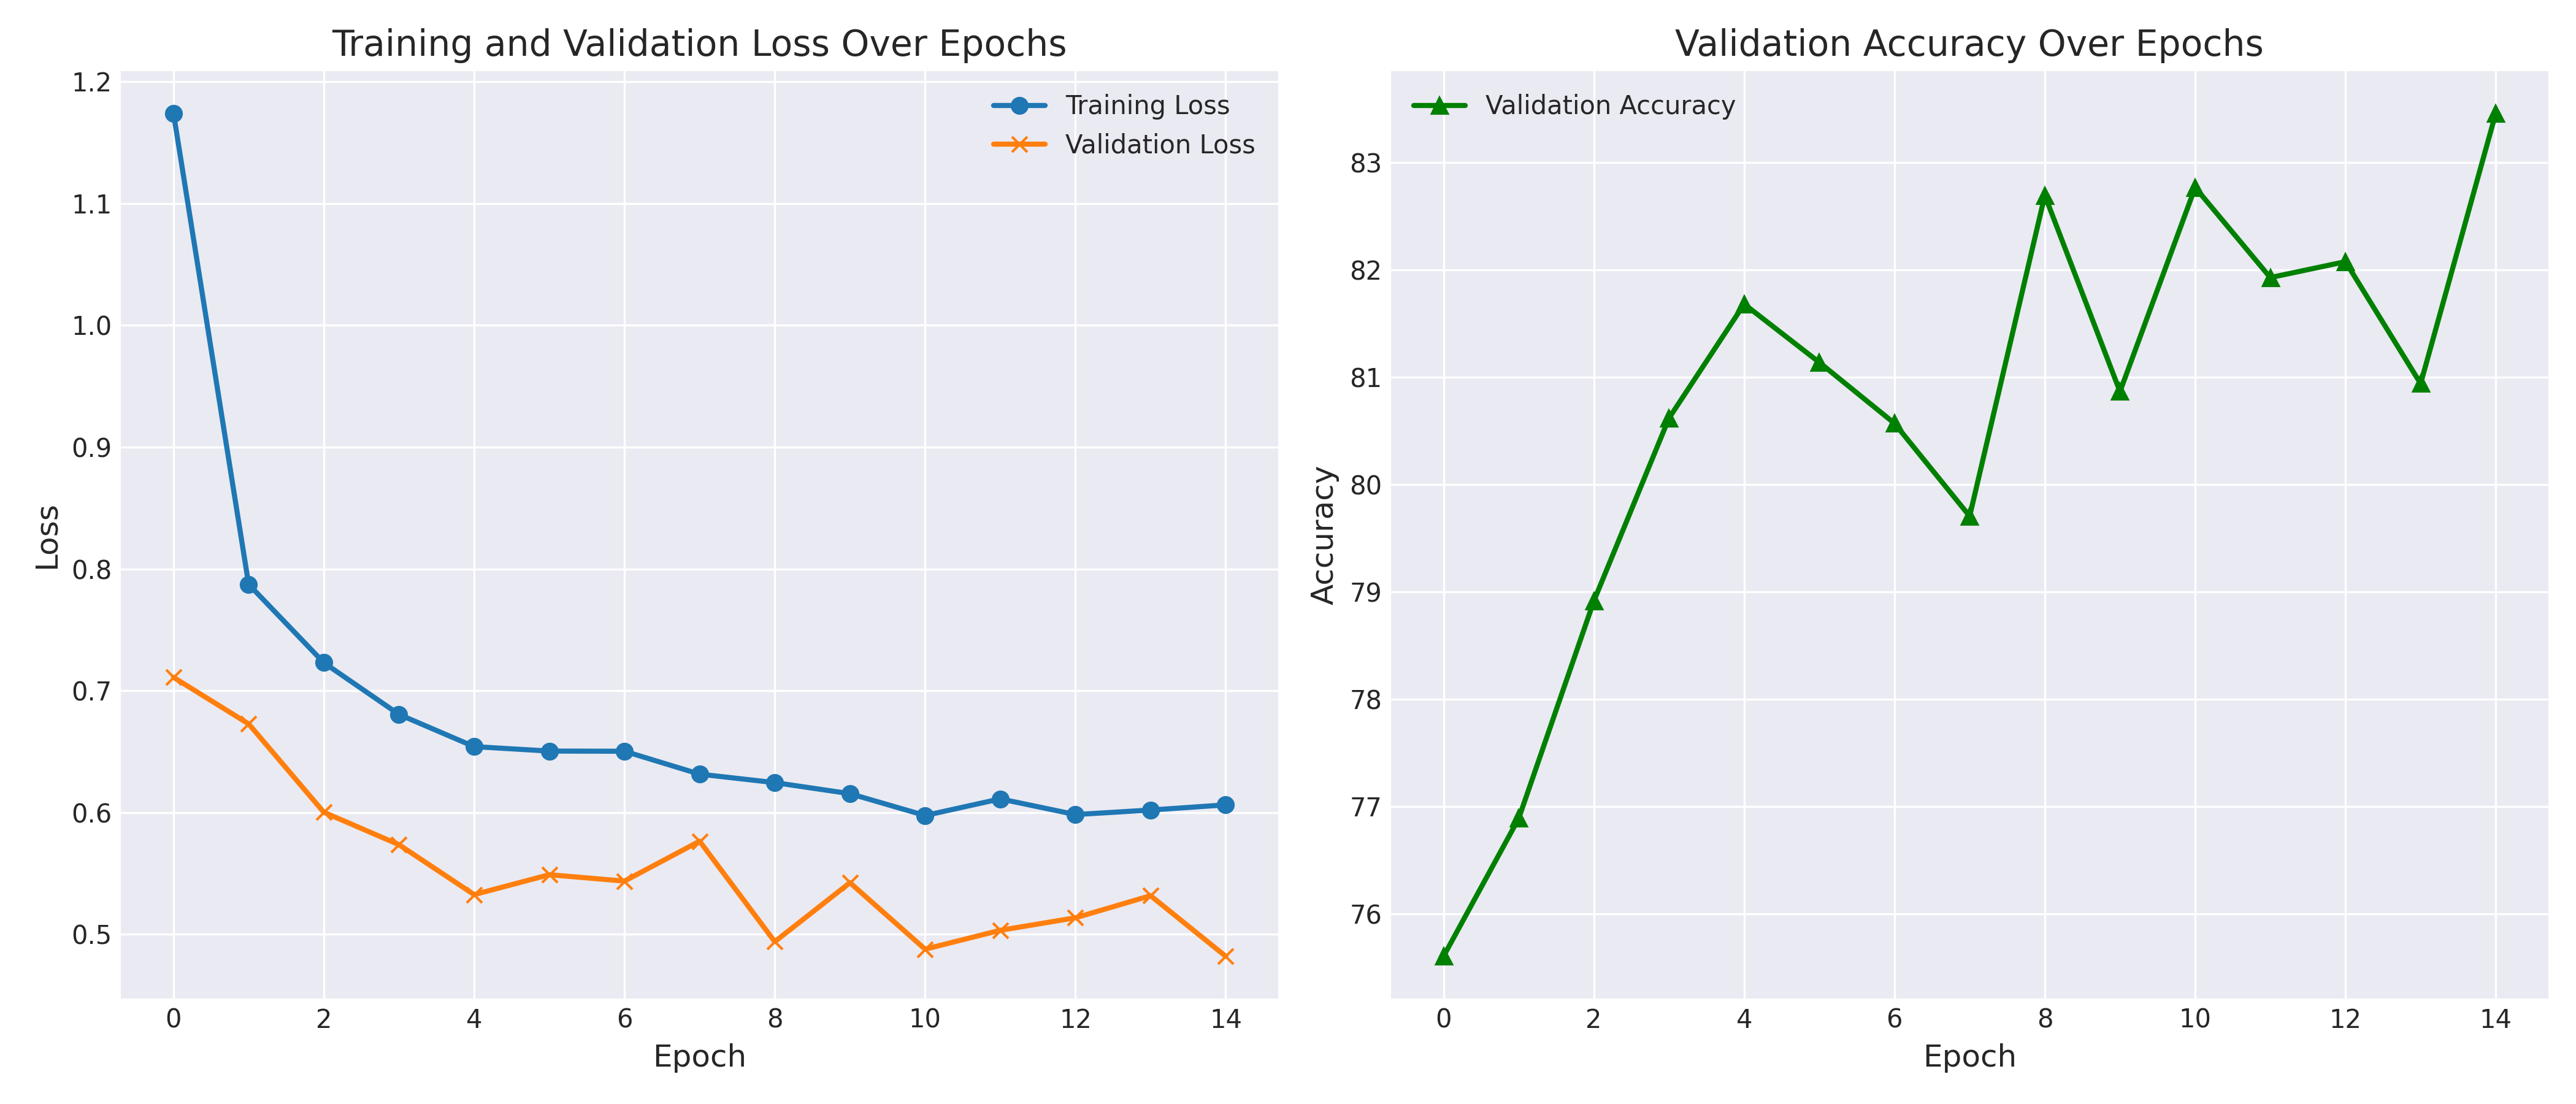 Training and Validation Loss Over Epochs
Training Loss
Validation Loss
1.2
1.1
1.0
0.9
0.8
0.7
0.6
0.5
Loss
0 2 4 6 8 10 12 14
Epoch
Validation Accuracy Over Epochs
Validation Accuracy
83
82
81
80
79
78
77
76
Accuracy
0 2 4 6 8 10 12 14
Epoch